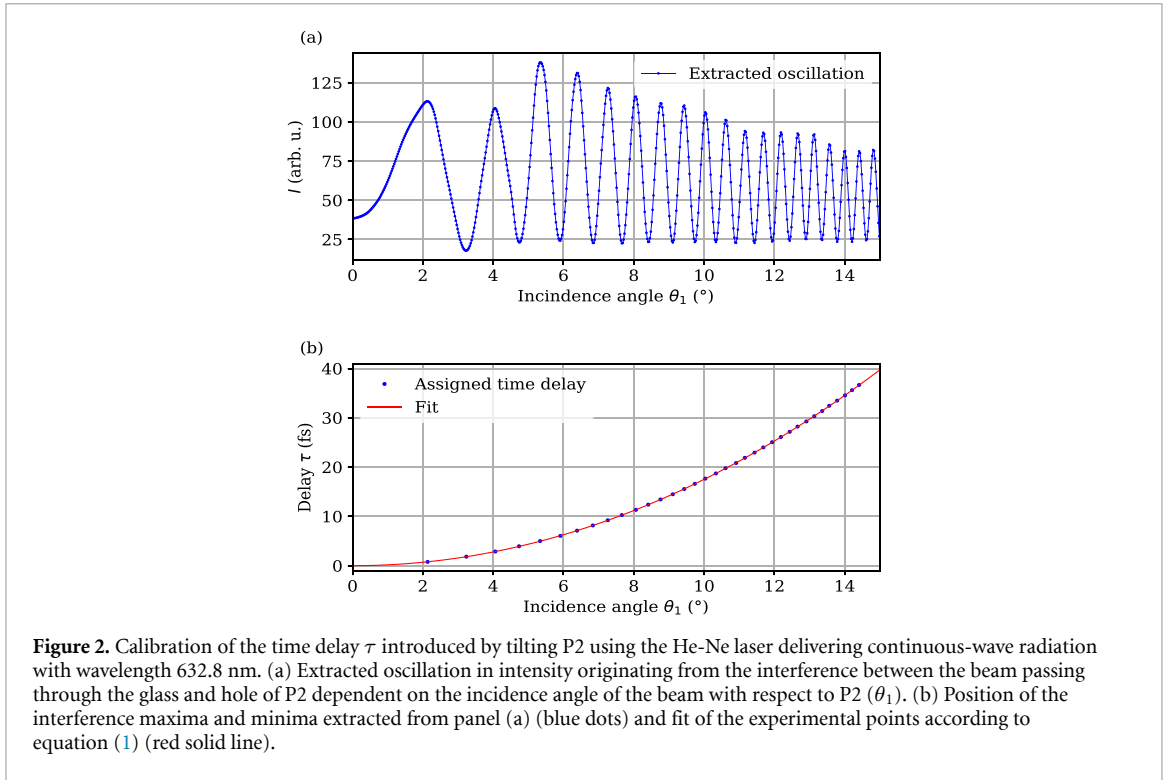 (a)
125
100
75
50
25
I (arb. u.)
Extracted oscillation
0 2 4 6 8 10 12 14
Incindence angle θ1 (°)
(b)
40
30
20
10
0
Delay τ (fs)
Assigned time delay
Fit
0 2 4 6 8 10 12 14
Incidence angle θ1 (°)
Figure 2. Calibration of the time delay τ introduced by tilting P2 using the He-Ne laser delivering continuous-wave radiation
with wavelength 632.8 nm. (a) Extracted oscillation in intensity originating from the interference between the beam passing
through the glass and hole of P2 dependent on the incidence angle of the beam with respect to P2 (θ1). (b) Position of the
interference maxima and minima extracted from panel (a) (blue dots) and fit of the experimental points according to
equation (1) (red solid line).